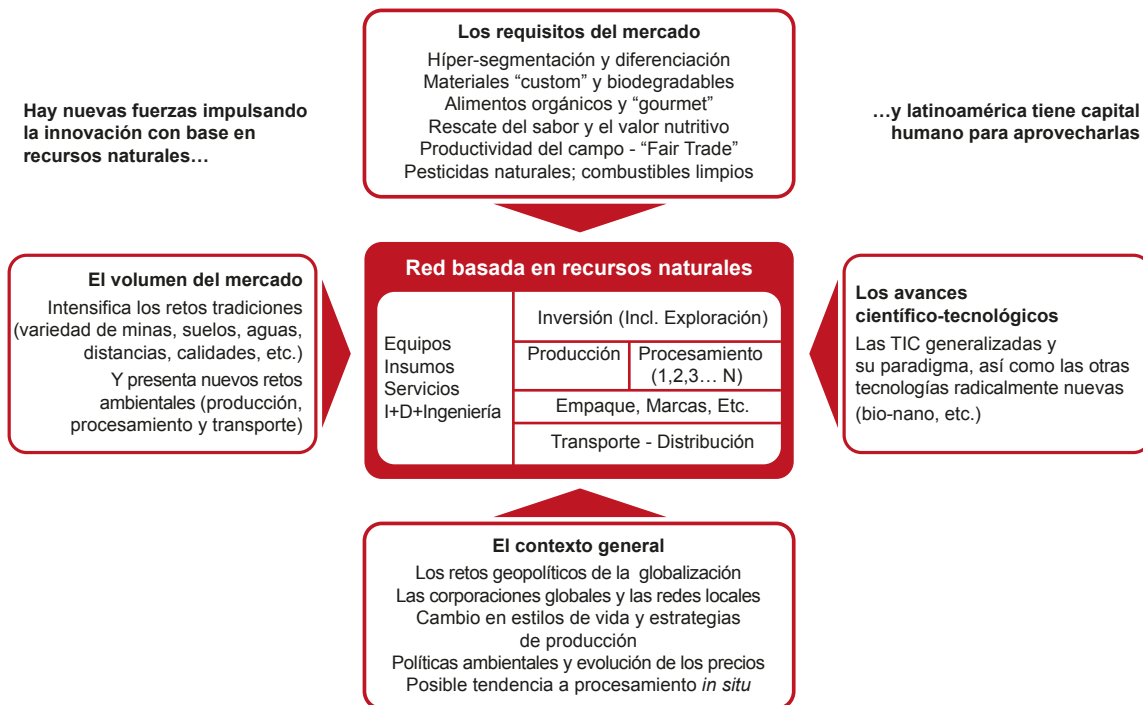 Los requisitos del mercado
Híper-segmentación y diferenciación
Materiales “custom” y biodegradables
Alimentos orgánicos y “gourmet”
Rescate del sabor y el valor nutritivo
Productividad del campo - “Fair Trade”
Pesticidas naturales; combustibles limpios
Hay nuevas fuerzas impulsando
la innovación con base en
recursos naturales…
…y latinoamérica tiene capital
humano para aprovecharlas
El volumen del mercado
Intensifica los retos tradiciones
(variedad de minas, suelos, aguas,
distancias, calidades, etc.)
Y presenta nuevos retos
ambientales (producción,
procesamiento y transporte)
Red basada en recursos naturales
Equipos
Insumos
Servicios
I+D+Ingeniería
Inversión (Incl. Exploración)
Producción
Procesamiento
(1,2,3… N)
Empaque, Marcas, Etc.
Transporte - Distribución
Los avances
científico-tecnológicos
Las TIC generalizadas y
su paradigma, así como las otras
tecnologías radicalmente nuevas
(bio-nano, etc.)
El contexto general
Los retos geopolíticos de la globalización
Las corporaciones globales y las redes locales
Cambio en estilos de vida y estrategias
de producción
Políticas ambientales y evolución de los precios
Posible tendencia a procesamiento in situ